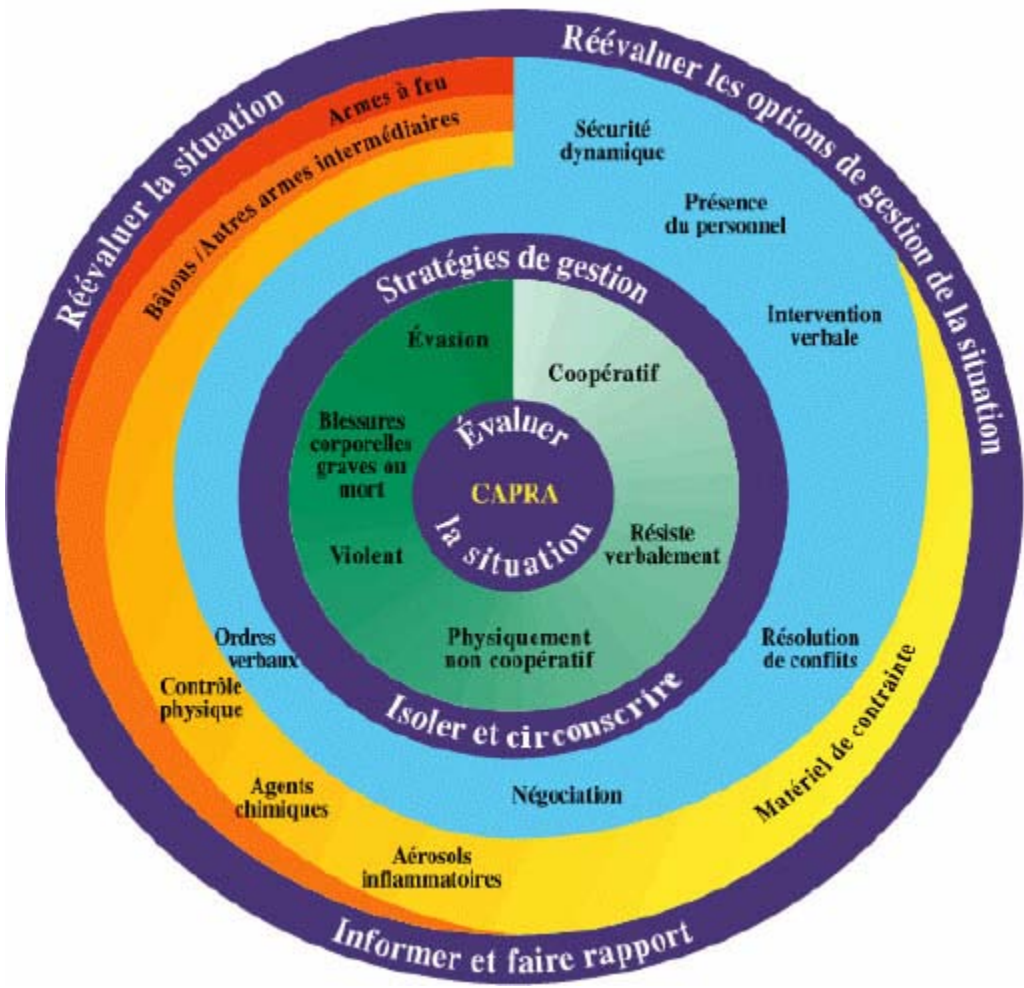 Réévaluer la situation
Réévaluer les options de gestion de la situation
Informer et faire rapport
Armes à feu
Bâtons /Autres armes intermédiaires
Sécurité
dynamique
Présence
du personnel
Intervention
verbale
Résolution
de conflits
Matériel de contrainte
Négociation
Aérosols
inflammatoires
Agents
chimiques
Contrôle
physique
Ordres
verbaux
Stratégies de gestion
Isoler et circonscrire
Coopératif
Résiste
verbalement
Physiquement
non coopératif
Violent
Blessures
corporelles
graves ou
mort
Évasion
Évaluer
CAPRA
la situation